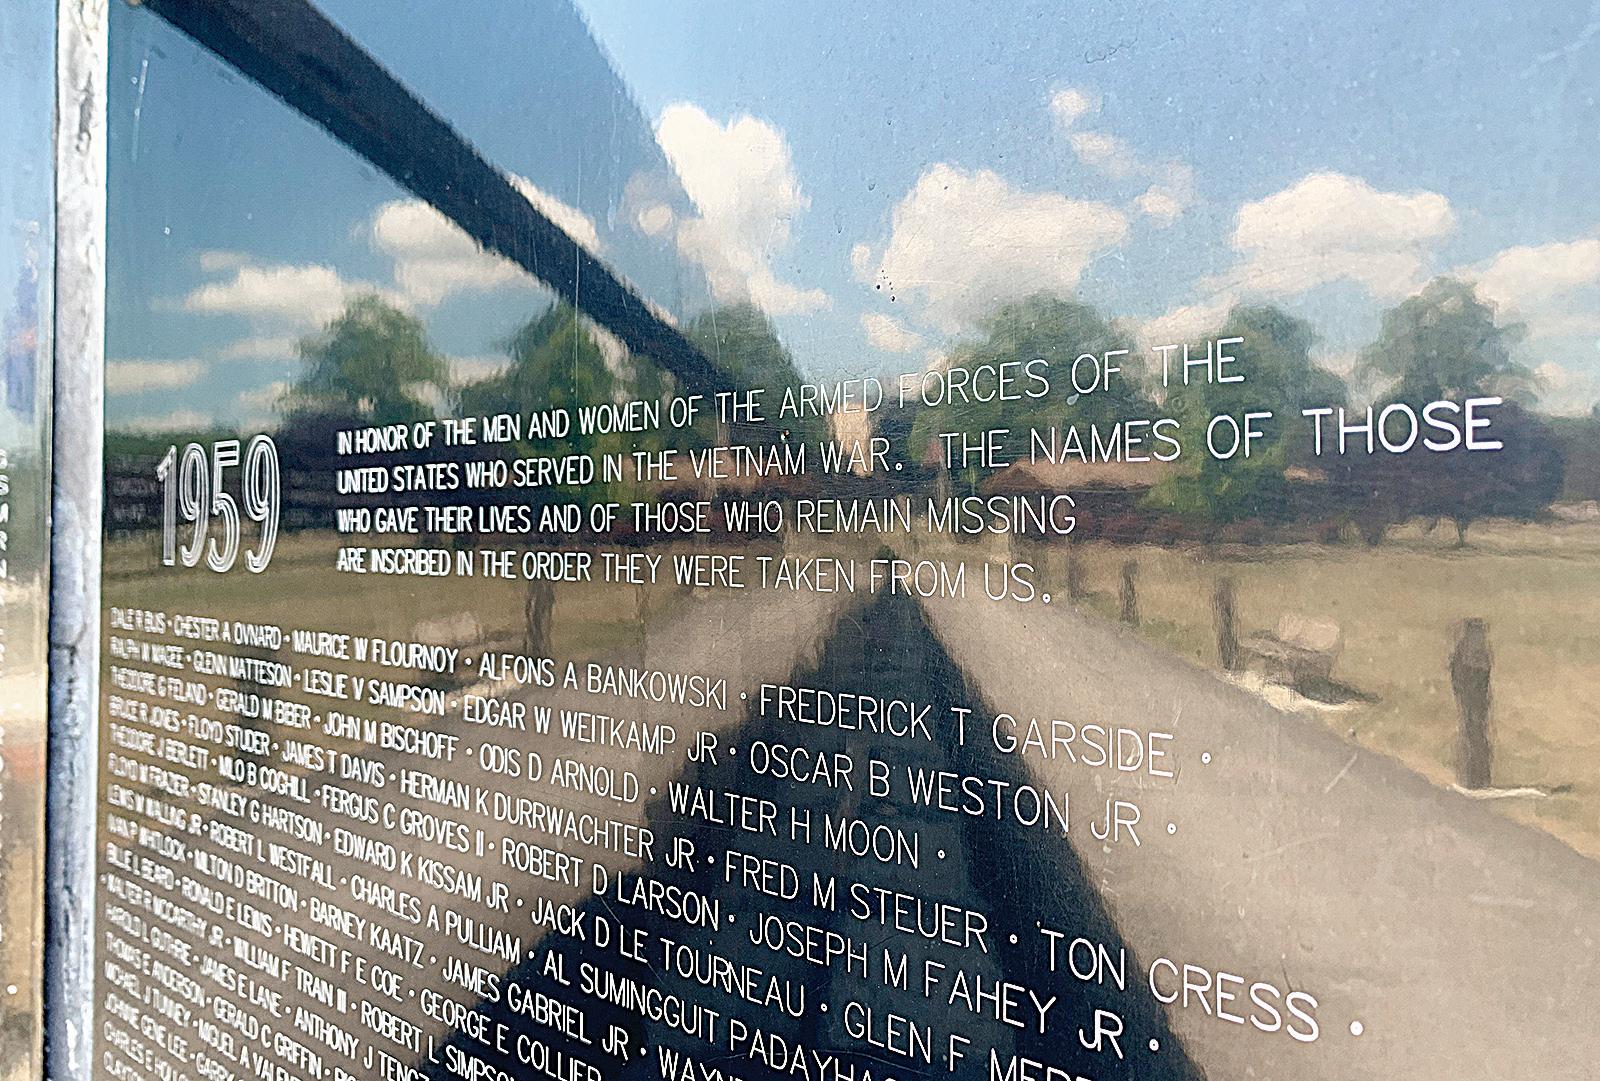 1959
IN HONOR OF THE MEN AND WOMEN OF THE ARMED FORCES OF THE
UNITED STATES WHO SERVED IN THE VIETNAM WAR. THE NAMES OF THOSE
WHO GAVE THEIR LIVES AND OF THOSE WHO REMAIN MISSING
ARE INSCRIBED IN THE ORDER THEY WERE TAKEN FROM US.
DALE R BUIS • CHESTER A OVNARD • MAURICE W FLOURNOY • ALFONS A BANKOWSKI • FREDERICK T GARSIDE •
RALPH W MAGEE • GLENN MATTESON • LESLIE V SAMPSON • EDGAR W WEITKAMP JR • OSCAR B WESTON JR •
THEODORE G FELAND • GERALD M BIBER • JOHN M BISCHOFF • ODIS D ARNOLD • WALTER H MOON •
BRUCE R JONES • FLOYD STUDER • JAMES T DAVIS • HERMAN K DURRWACHTER JR • FRED M STEUER • TON CRESS •
THEODORE J BERLETT • MILO B COGHILL • FERGUS C GROVES II • ROBERT D LARSON • JOSEPH M FAHEY JR •
FLOYD M FRAZER • STANLEY G HARTSON • EDWARD K KISSAM JR • JACK D LE TOURNEAU • GLEN F
LEWIS M WALLING JR • ROBERT L WESTFALL • CHARLES A PULLIAM • AL SUMINGGUIT
IVAN P WHITLOCK • MILTON D BRITTON • BARNEY KAATZ • JAMES GABRIEL JR •
BILLIE L BEARD • RONALD E LEWIS • HEWETT F E COE • GEORGE E COLLIER
• WALTER R MCCARTHY JR • WILLIAM F TRAIN III • ROBERT L
HAROLD L GUTHRIE • JAMES E LANE • ANTHONY J
THOMAS E ANDERSON • GERALD C GRIFFIN •
MICHAEL J TUNNEY • MIGUEL A
JOHNNIE GENE LEE •
CHARLES E